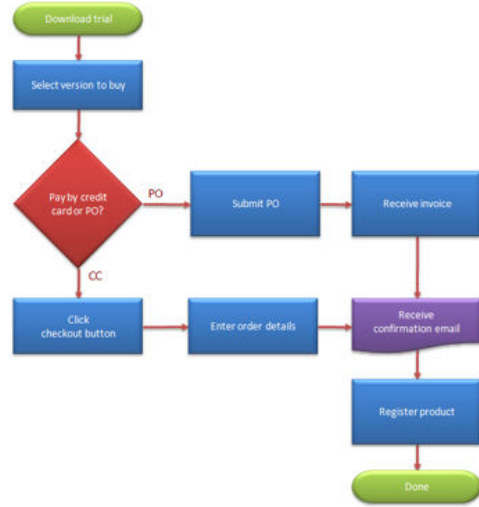 Download trial
Select version to buy
Pay by credit
card or PO?
PO
Submit PO
Receive invoice
CC
Click
checkout button
Enter order details
Receive
confirmation email
Register product
Done